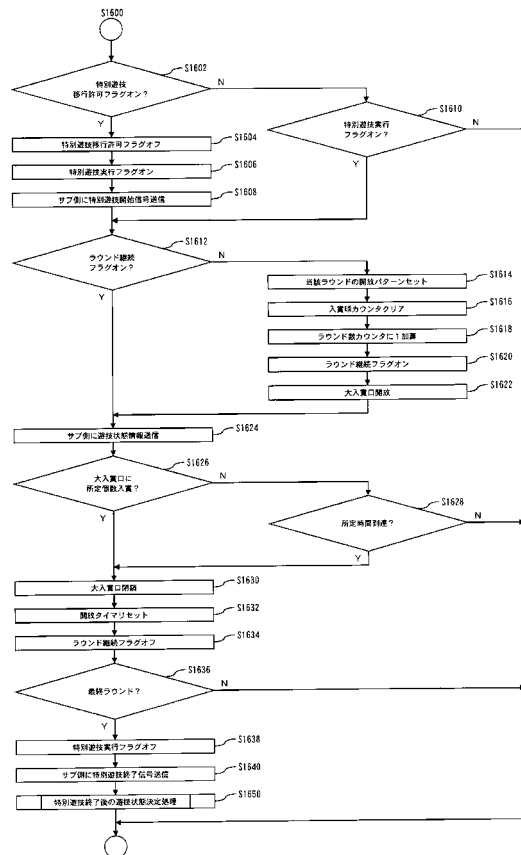 S1600
S1602
特別遊技
移行許可フラグオン？
N
Y
S1610
特別遊技実行
フラグオン？
N
Y
S1604
特別遊技移行許可フラグオフ
S1606
特別遊技実行フラグオン
S1608
サブ側に特別遊技開始信号送信
S1612
ラウンド継続
フラグオン？
N
Y
S1614
当該ラウンドの開放パターンセット
S1616
入賞球カウンタクリア
S1618
ラウンド数カウンタに1加算
S1620
ラウンド継続フラグオン
S1622
大入賞口開放
S1624
サブ側に遊技状態情報送信
S1626
大入賞口に
所定個数入賞？
N
Y
S1628
所定時間到達？
N
Y
S1630
大入賞口閉鎖
S1632
開放タイマリセット
S1634
ラウンド継続フラグオフ
S1636
最終ラウンド？
N
Y
S1638
特別遊技実行フラグオフ
S1640
サブ側に特別遊技終了信号送信
S1650
特別遊技終了後の遊技状態決定処理